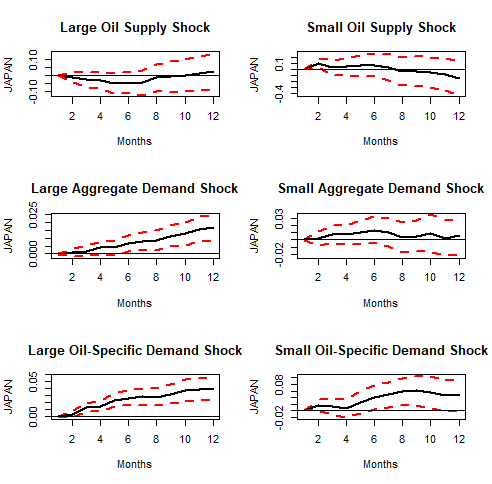 Large Oil Supply Shock
JAPAN
0.10
-0.10
2 4 6 8 10 12
Months
Small Oil Supply Shock
JAPAN
0.1
-0.4
2 4 6 8 10 12
Months
Large Aggregate Demand Shock
JAPAN
0.025
0.000
2 4 6 8 10 12
Months
Small Aggregate Demand Shock
JAPAN
0.03
-0.02
2 4 6 8 10 12
Months
Large Oil-Specific Demand Shock
JAPAN
0.05
0.00
2 4 6 8 10 12
Months
Small Oil-Specific Demand Shock
JAPAN
0.08
-0.02
2 4 6 8 10 12
Months